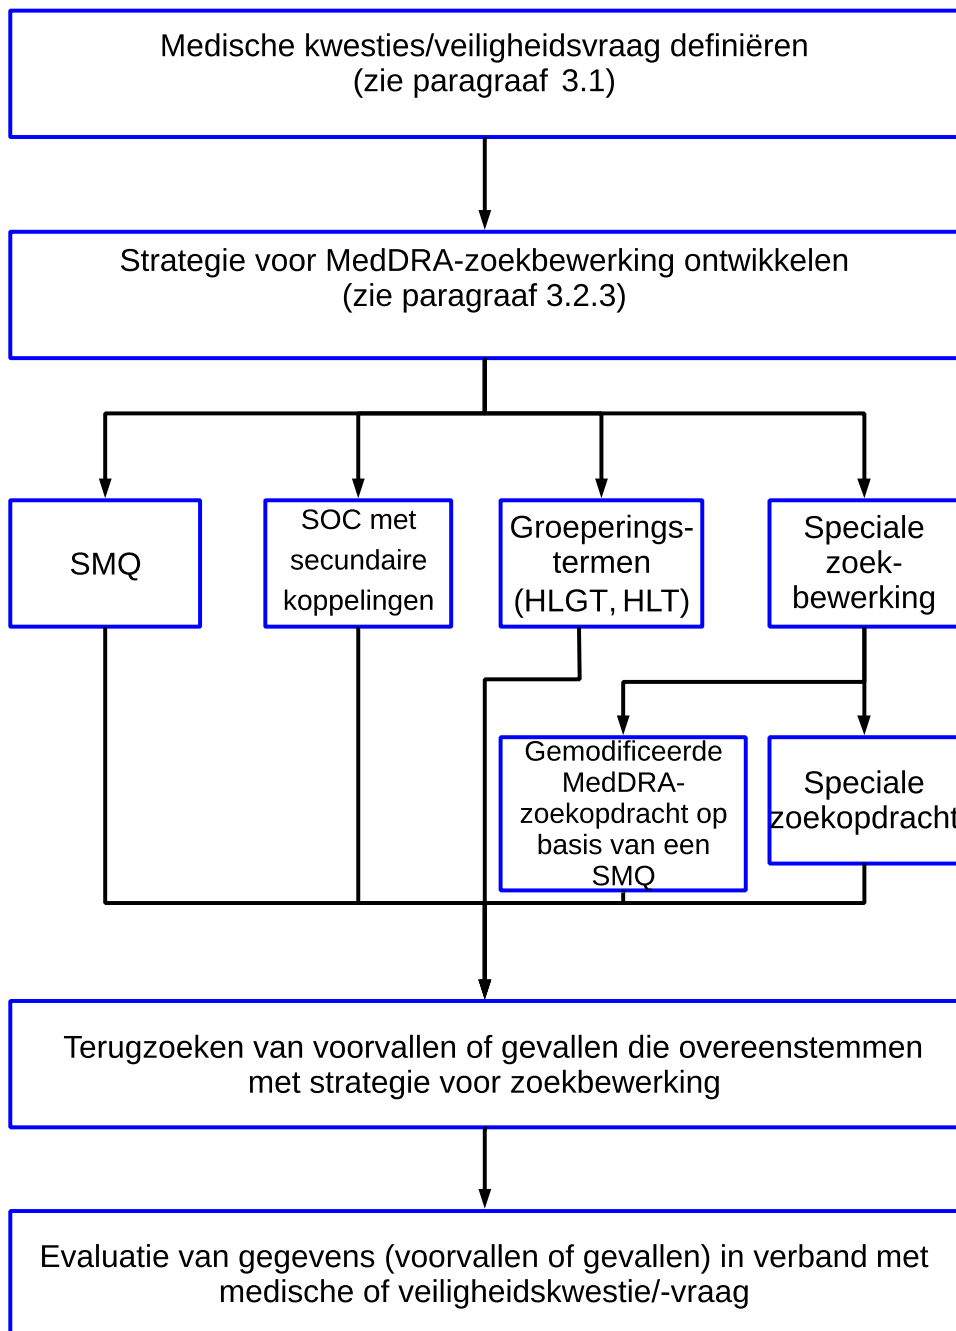 Medische kwesties/veiligheidsvraag definiëren
(zie paragraaf 3.1)
Strategie voor MedDRA-zoekbewerking ontwikkelen
(zie paragraaf 3.2.3)
SMQ
SOC met
secundaire
koppelingen
Groeperings-
termen
(HLGT, HLT)
Speciale
zoek-
bewerking
Gemodificeerde
MedDRA-
zoekopdracht op
basis van een
SMQ
Speciale
zoekopdracht
Terugzoeken van voorvallen of gevallen die overeenstemmen
met strategie voor zoekbewerking
Evaluatie van gegevens (voorvallen of gevallen) in verband met
medische of veiligheidskwestie/-vraag